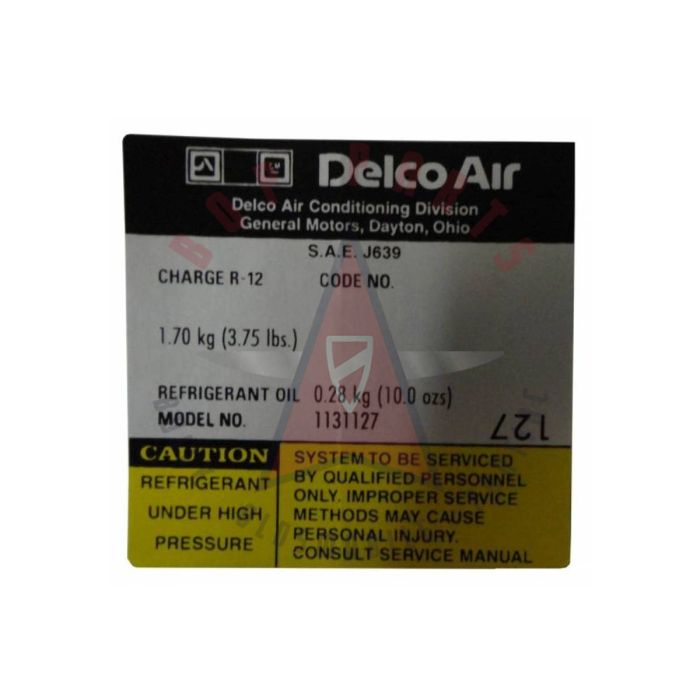 Delco Air
Delco Air Conditioning Division
General Motors, Dayton, Ohio
S.A.E. J639
CHARGE R-12 CODE NO.
1.70 kg (3.75 lbs.)
REFRIGERANT OIL 0.28 kg (10.0 ozs)
MODEL NO. 1131127
127
CAUTION
REFRIGERANT
UNDER HIGH
PRESSURE
SYSTEM TO BE SERVICED
BY QUALIFIED PERSONNEL
ONLY. IMPROPER SERVICE
METHODS MAY CAUSE
PERSONAL INJURY.
CONSULT SERVICE MANUAL